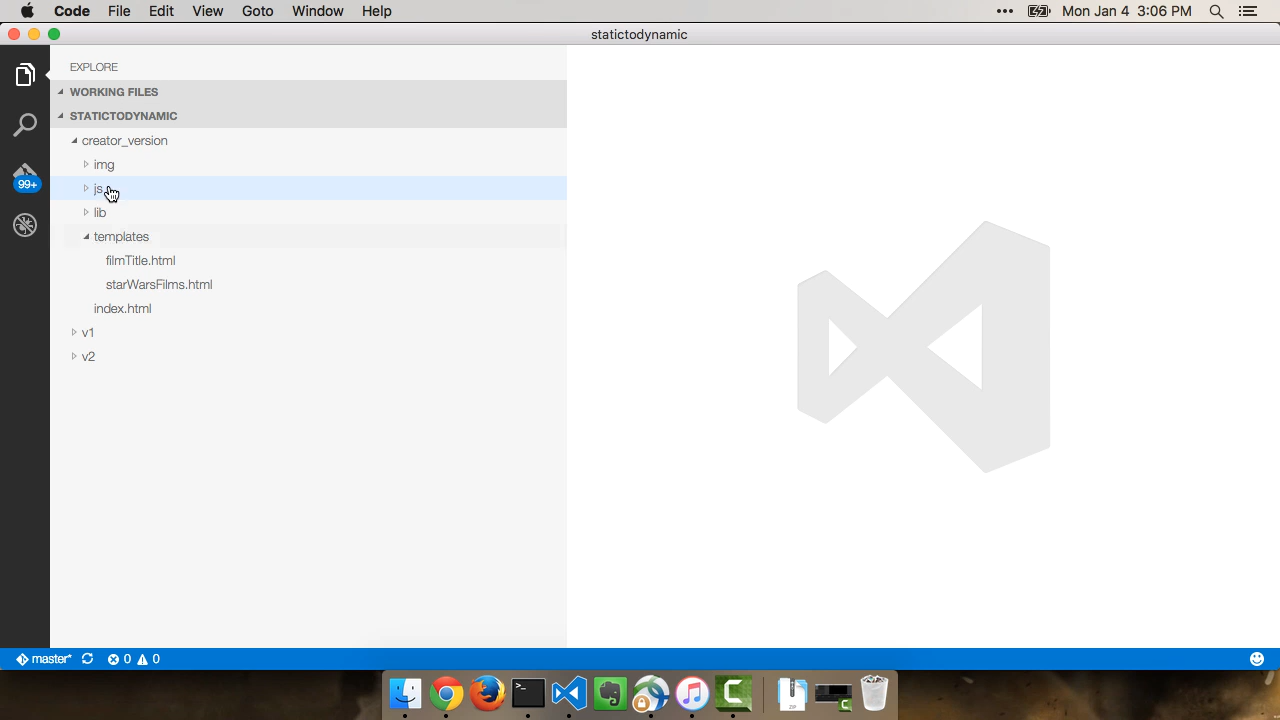 Code File Edit View Goto Window Help
Mon Jan 4 3:06 PM
statictodynamic
EXPLORE
WORKING FILES
STATICTODYNAMIC
creator_version
img
js
99+
lib
templates
filmTitle.html
starWarsFilms.html
index.html
v1
v2
master* 0 0